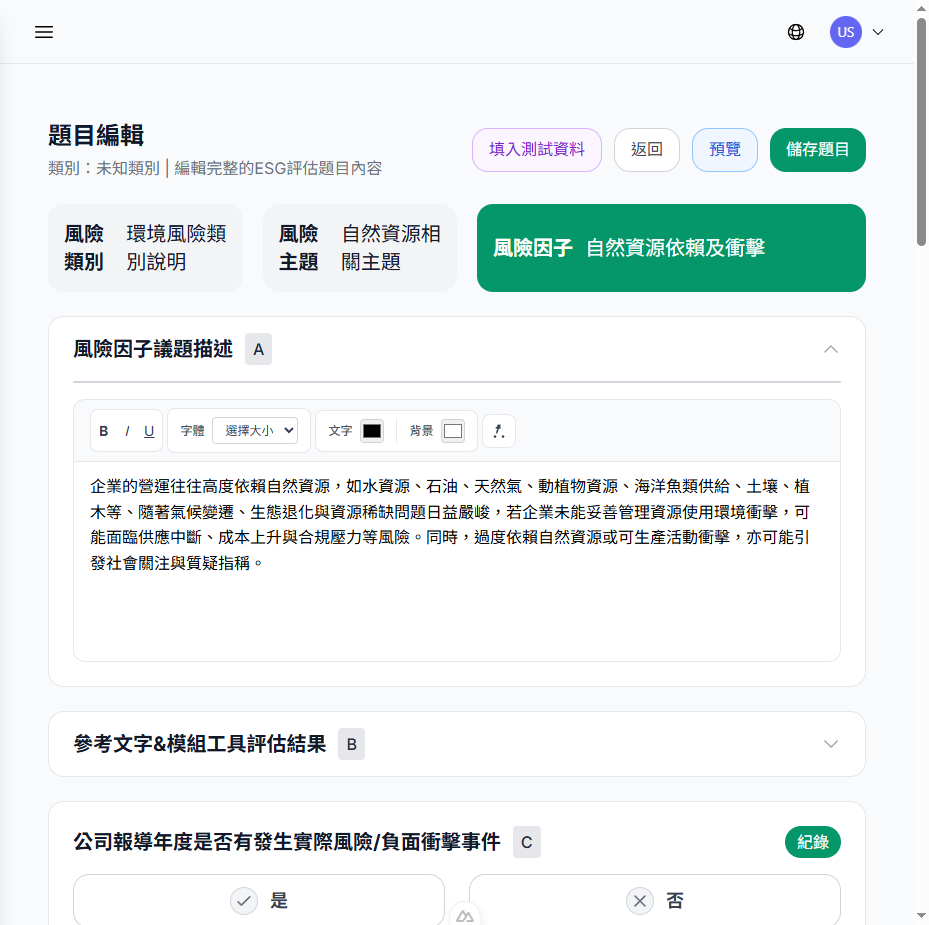 US
題目編輯
類別：未知類別 | 編輯完整的ESG評估題目內容
填入測試資料
返回
預覽
儲存題目
風險類別
環境風險類別說明
風險主題
自然資源相關主題
風險因子 自然資源依賴及衝擊
風險因子議題描述 A
B I U 字體 選擇大小 文字 背景
企業的營運往往高度依賴自然資源，如水資源、石油、天然氣、動植物資源、海洋魚類供給、土壤、植
木等、隨著氣候變遷、生態退化與資源稀缺問題日益嚴峻，若企業未能妥善管理資源使用環境衝擊，可
能面臨供應中斷、成本上升與合規壓力等風險。同時，過度依賴自然資源或可生產活動衝擊，亦可能引
發社會關注與質疑指稱。
參考文字&模組工具評估結果 B
公司報導年度是否有發生實際風險/負面衝擊事件 C
紀錄
是
否